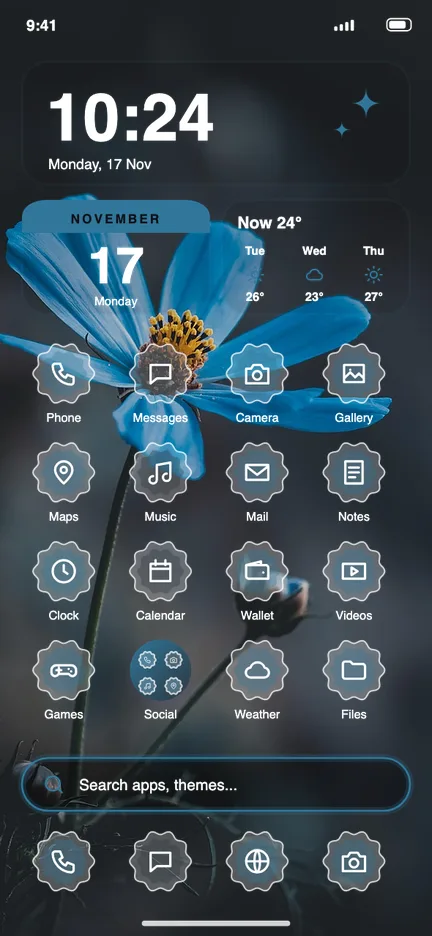 9:41
10:24
Monday, 17 Nov
NOVEMBER
17
Monday
Now 24°
Tue Wed Thu
26° 23° 27°
Phone Messages Camera Gallery
Maps Music Mail Notes
Clock Calendar Wallet Videos
Games Social Weather Files
Search apps, themes...